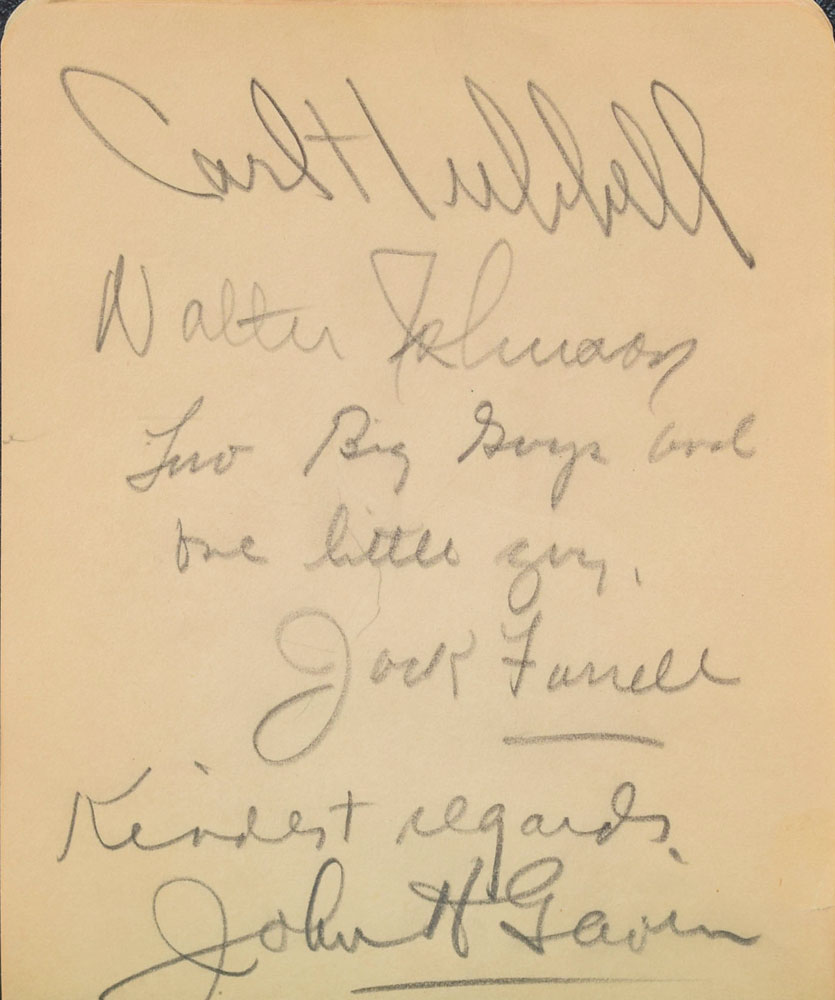 Carl Hubbell
Walter Johnson
Two Big Guys and
one little guy.
Jack Farrell
Kindest regards.
John H Gavin